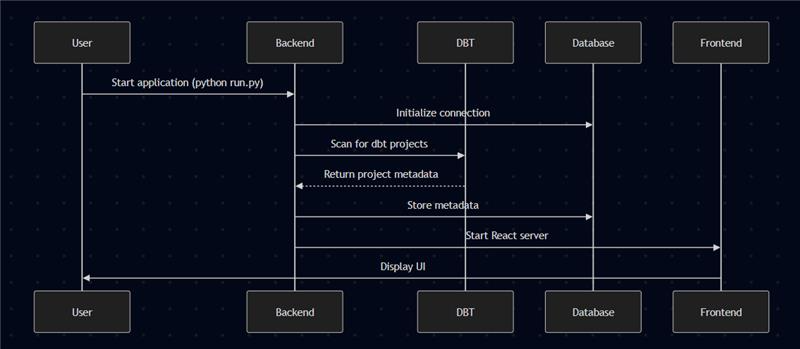 User Backend DBT Database Frontend
Start application (python run.py)
Initialize connection
Scan for dbt projects
Return project metadata
Store metadata
Start React server
Display UI
User Backend DBT Database Frontend